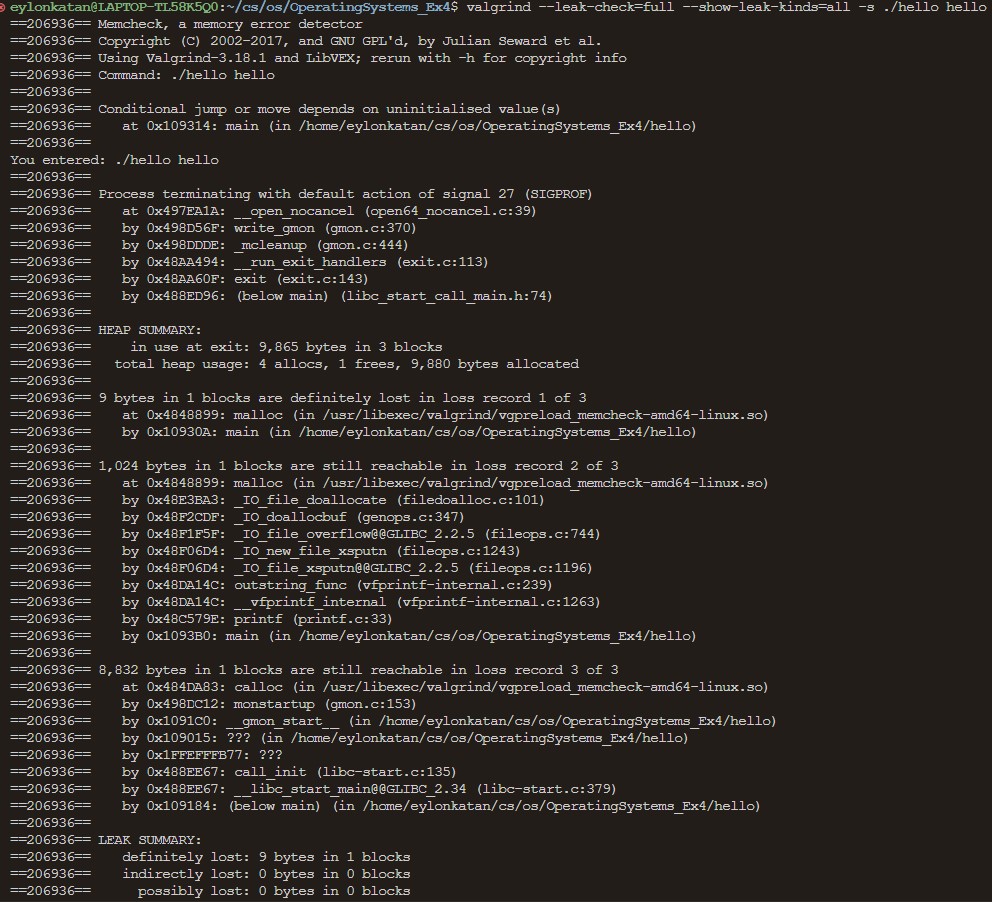 eylonkatan@LAPTOP-TL58K5Q0:~/cs/os/OperatingSystems_Ex4$ valgrind --leak-check=full --show-leak-kinds=all -s ./hello hello
==206936== Memcheck, a memory error detector
==206936== Copyright (C) 2002-2017, and GNU GPL'd, by Julian Seward et al.
==206936== Using Valgrind-3.18.1 and LibVEX; rerun with -h for copyright info
==206936== Command: ./hello hello
==206936==
==206936== Conditional jump or move depends on uninitialised value(s)
==206936==    at 0x109314: main (in /home/eylonkatan/cs/os/OperatingSystems_Ex4/hello)
==206936==
You entered: ./hello hello
==206936==
==206936== Process terminating with default action of signal 27 (SIGPROF)
==206936==    at 0x497EA1A: __open_nocancel (open64_nocancel.c:39)
==206936==    by 0x498D56F: write_gmon (gmon.c:370)
==206936==    by 0x498DDDE: _mcleanup (gmon.c:444)
==206936==    by 0x48AA494: __run_exit_handlers (exit.c:113)
==206936==    by 0x48AA60F: exit (exit.c:143)
==206936==    by 0x488ED96: (below main) (libc_start_call_main.h:74)
==206936==
==206936== HEAP SUMMARY:
==206936==     in use at exit: 9,865 bytes in 3 blocks
==206936==   total heap usage: 4 allocs, 1 frees, 9,880 bytes allocated
==206936==
==206936== 9 bytes in 1 blocks are definitely lost in loss record 1 of 3
==206936==    at 0x4848899: malloc (in /usr/libexec/valgrind/vgpreload_memcheck-amd64-linux.so)
==206936==    by 0x10930A: main (in /home/eylonkatan/cs/os/OperatingSystems_Ex4/hello)
==206936==
==206936== 1,024 bytes in 1 blocks are still reachable in loss record 2 of 3
==206936==    at 0x4848899: malloc (in /usr/libexec/valgrind/vgpreload_memcheck-amd64-linux.so)
==206936==    by 0x48E3BA3: _IO_file_doallocate (filedoalloc.c:101)
==206936==    by 0x48F2CDF: _IO_doallocbuf (genops.c:347)
==206936==    by 0x48F1F5F: _IO_file_overflow@@GLIBC_2.2.5 (fileops.c:744)
==206936==    by 0x48F06D4: _IO_new_file_xsputn (fileops.c:1243)
==206936==    by 0x48F06D4: _IO_file_xsputn@@GLIBC_2.2.5 (fileops.c:1196)
==206936==    by 0x48DA14C: outstring_func (vfprintf-internal.c:239)
==206936==    by 0x48DA14C: __vfprintf_internal (vfprintf-internal.c:1263)
==206936==    by 0x48C579E: printf (printf.c:33)
==206936==    by 0x1093B0: main (in /home/eylonkatan/cs/os/OperatingSystems_Ex4/hello)
==206936==
==206936== 8,832 bytes in 1 blocks are still reachable in loss record 3 of 3
==206936==    at 0x484DA83: calloc (in /usr/libexec/valgrind/vgpreload_memcheck-amd64-linux.so)
==206936==    by 0x498DC12: monstartup (gmon.c:153)
==206936==    by 0x1091C0: __gmon_start__ (in /home/eylonkatan/cs/os/OperatingSystems_Ex4/hello)
==206936==    by 0x109015: ??? (in /home/eylonkatan/cs/os/OperatingSystems_Ex4/hello)
==206936==    by 0x1FFEFFFB77: ???
==206936==    by 0x488EE67: call_init (libc-start.c:135)
==206936==    by 0x488EE67: __libc_start_main@@GLIBC_2.34 (libc-start.c:379)
==206936==    by 0x109184: (below main) (in /home/eylonkatan/cs/os/OperatingSystems_Ex4/hello)
==206936==
==206936== LEAK SUMMARY:
==206936==    definitely lost: 9 bytes in 1 blocks
==206936==    indirectly lost: 0 bytes in 0 blocks
==206936==      possibly lost: 0 bytes in 0 blocks